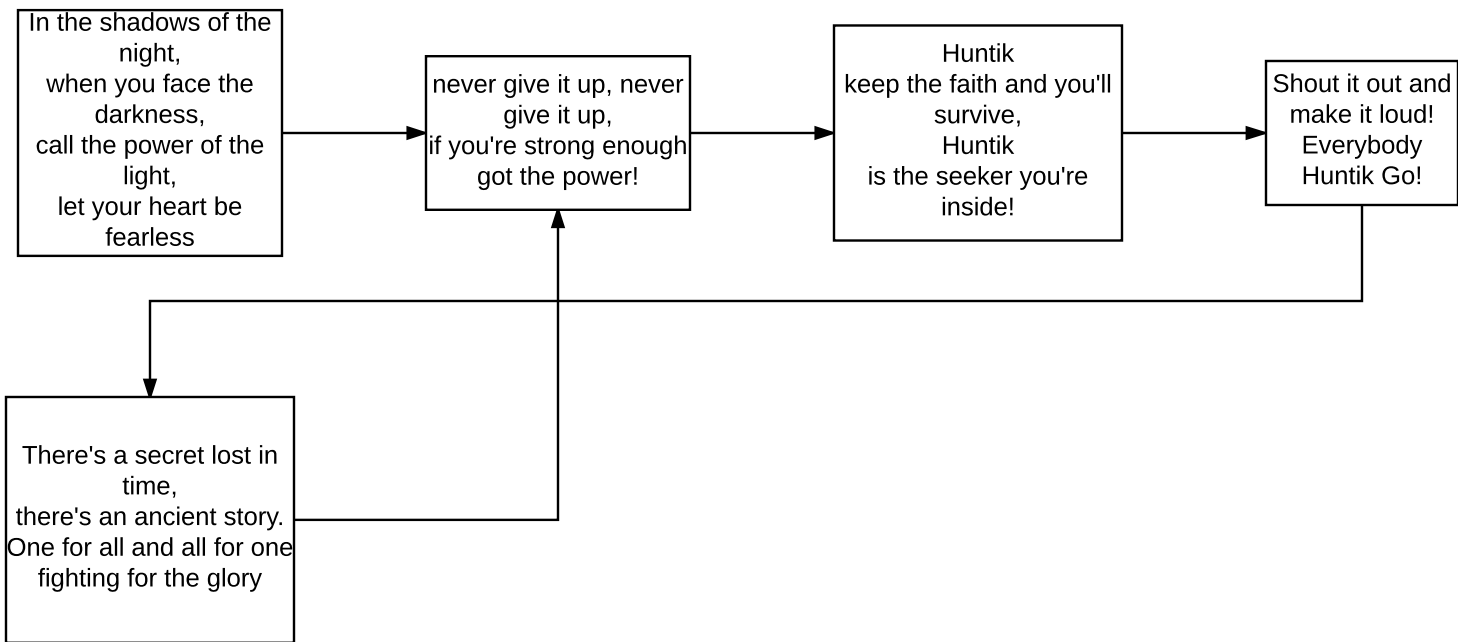 In the shadows of the
night,
when you face the
darkness,
call the power of the
light,
let your heart be
fearless
never give it up, never
give it up,
if you're strong enough
got the power!
Huntik
keep the faith and you'll
survive,
Huntik
is the seeker you're
inside!
Shout it out and
make it loud!
Everybody
Huntik Go!
There's a secret lost in
time,
there's an ancient story.
One for all and all for one
fighting for the glory